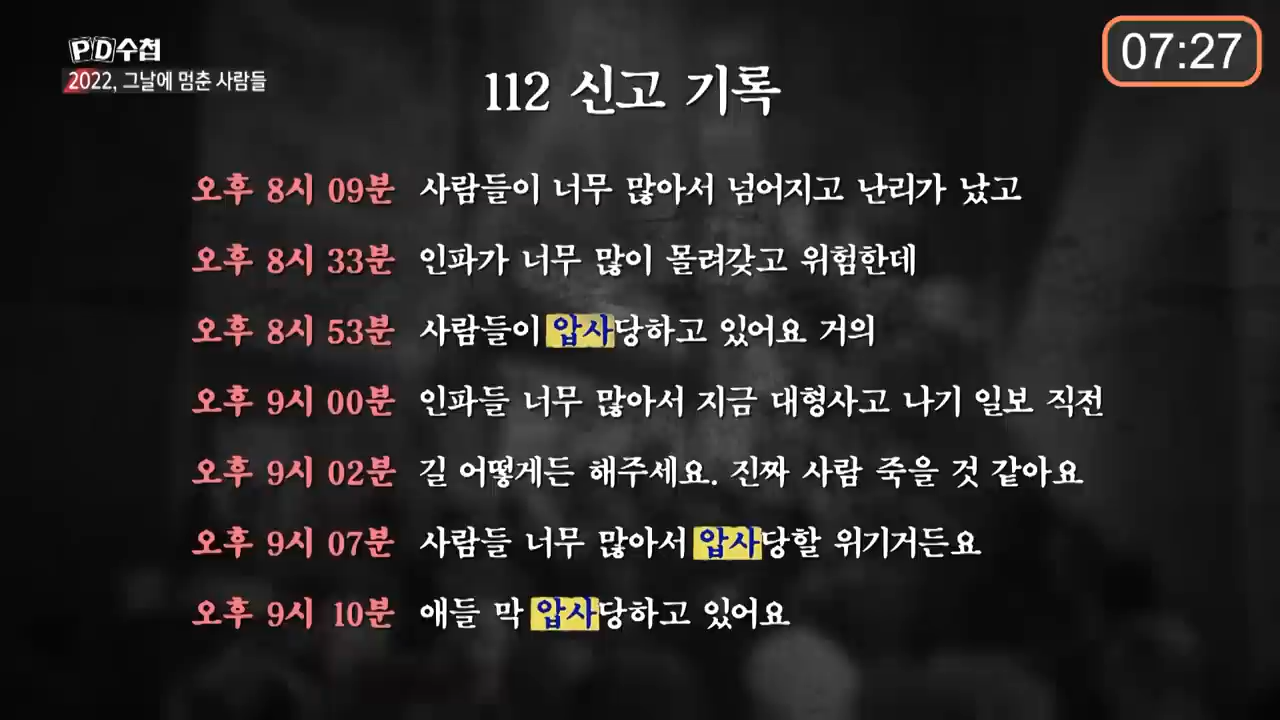 PD수첩
07:27
2022, 그날에 멈춘 사람들
112 신고 기록
오후 8시 09분 사람들이 너무 많아서 넘어지고 난리가 났고
오후 8시 33분 인파가 너무 많이 몰려갖고 위험한데
오후 8시 53분 사람들이 압사당하고 있어요 거의
오후 9시 00분 인파들 너무 많아서 지금 대형사고 나기 일보 직전
오후 9시 02분 길 어떻게든 해주세요. 진짜 사람 죽을 것 같아요
오후 9시 07분 사람들 너무 많아서 압사당할 위기거든요
오후 9시 10분 애들 막 압사당하고 있어요